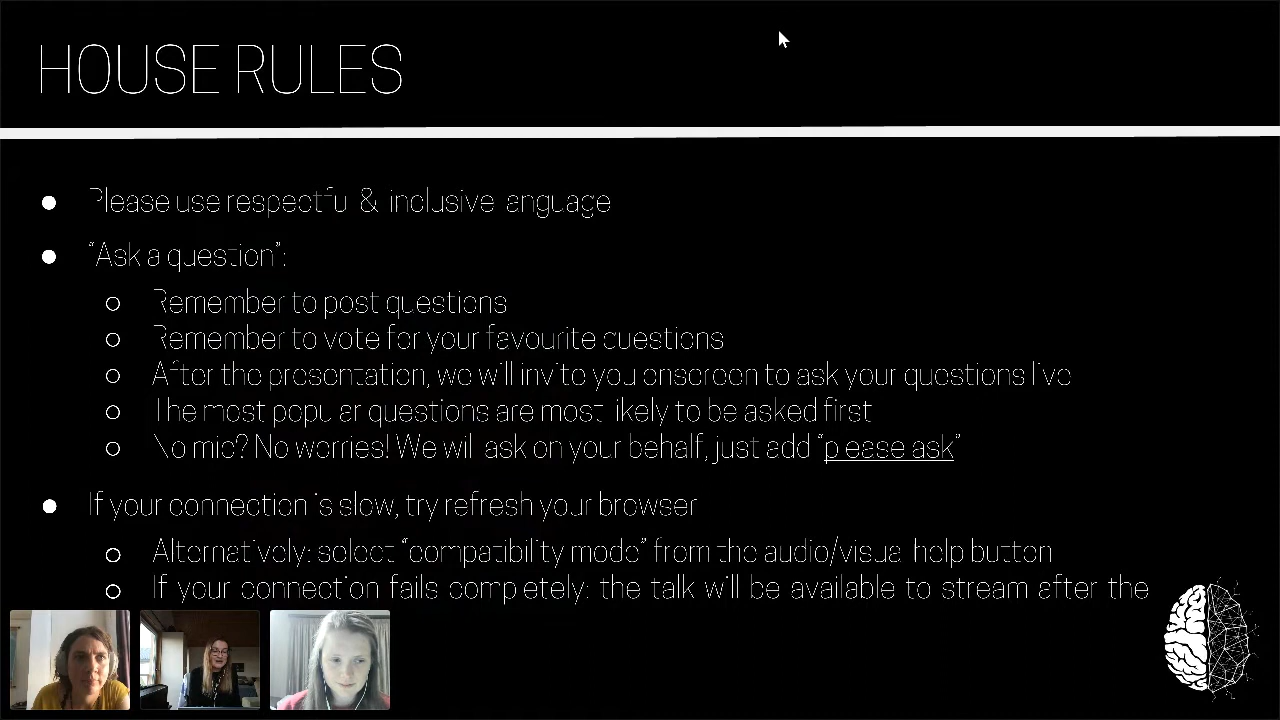 HOUSE RULES
● Please use respectful & inclusive language
● “Ask a question”:
○ Remember to post questions
○ Remember to vote for your favourite questions
○ After the presentation, we will invite you onscreen to ask your questions live
○ The most popular questions are most likely to be asked first
○ No mic? No worries! We will ask on your behalf, just add “please ask”
● If your connection is slow, try refresh your browser
○ Alternatively: select “compatibility mode” from the audio/visual help button
○ If your connection fails completely: the talk will be available to stream after the